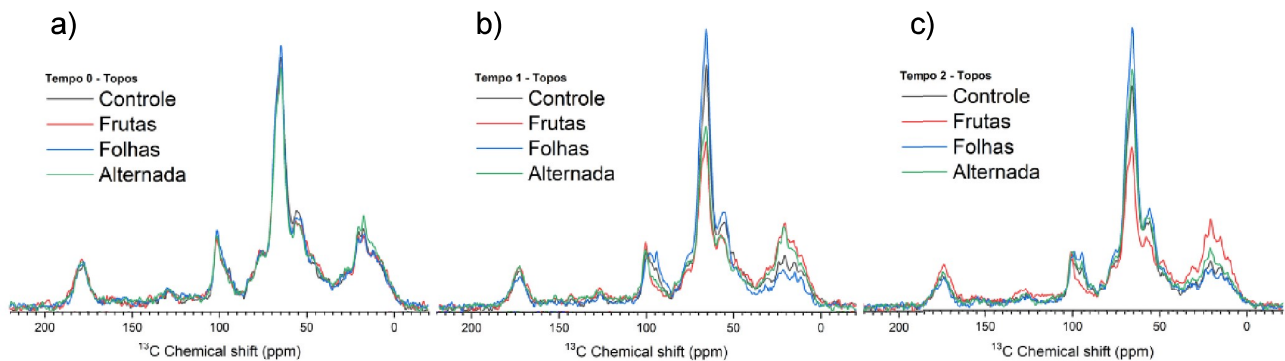 a)
Tempo 0 - Topos
Controle
Frutas
Folhas
Alternada
200 150 100 50 0
¹³C Chemical shift (ppm)
b)
Tempo 1 - Topos
Controle
Frutas
Folhas
Alternada
200 150 100 50 0
¹³C Chemical shift (ppm)
c)
Tempo 2 - Topos
Controle
Frutas
Folhas
Alternada
200 150 100 50 0
¹³C Chemical shift (ppm)